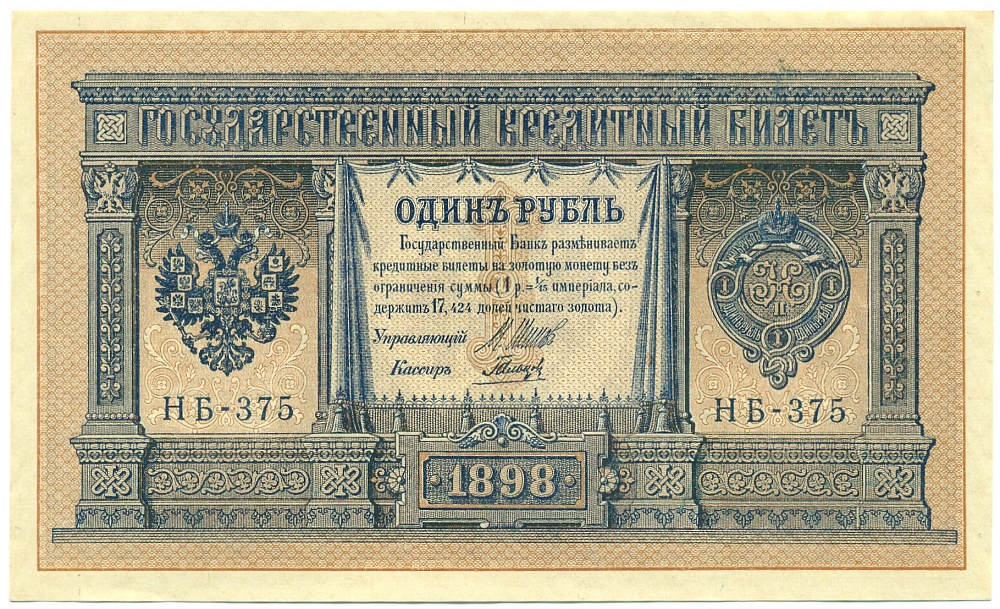 ГОСУДАРСТВЕННЫЙ КРЕДИТНЫЙ БИЛЕТЪ
ОДИНЪ РУБЛЬ
Государственный Банкъ размѣниваетъ
кредитные билеты на золотую монету безъ
ограниченія суммы (1 р.= 1/15 имперіала, со-
держитъ 17,424 долей чистаго золота).
Управляющій
Кассиръ
НБ-375
НБ-375
I I
II
I
1898